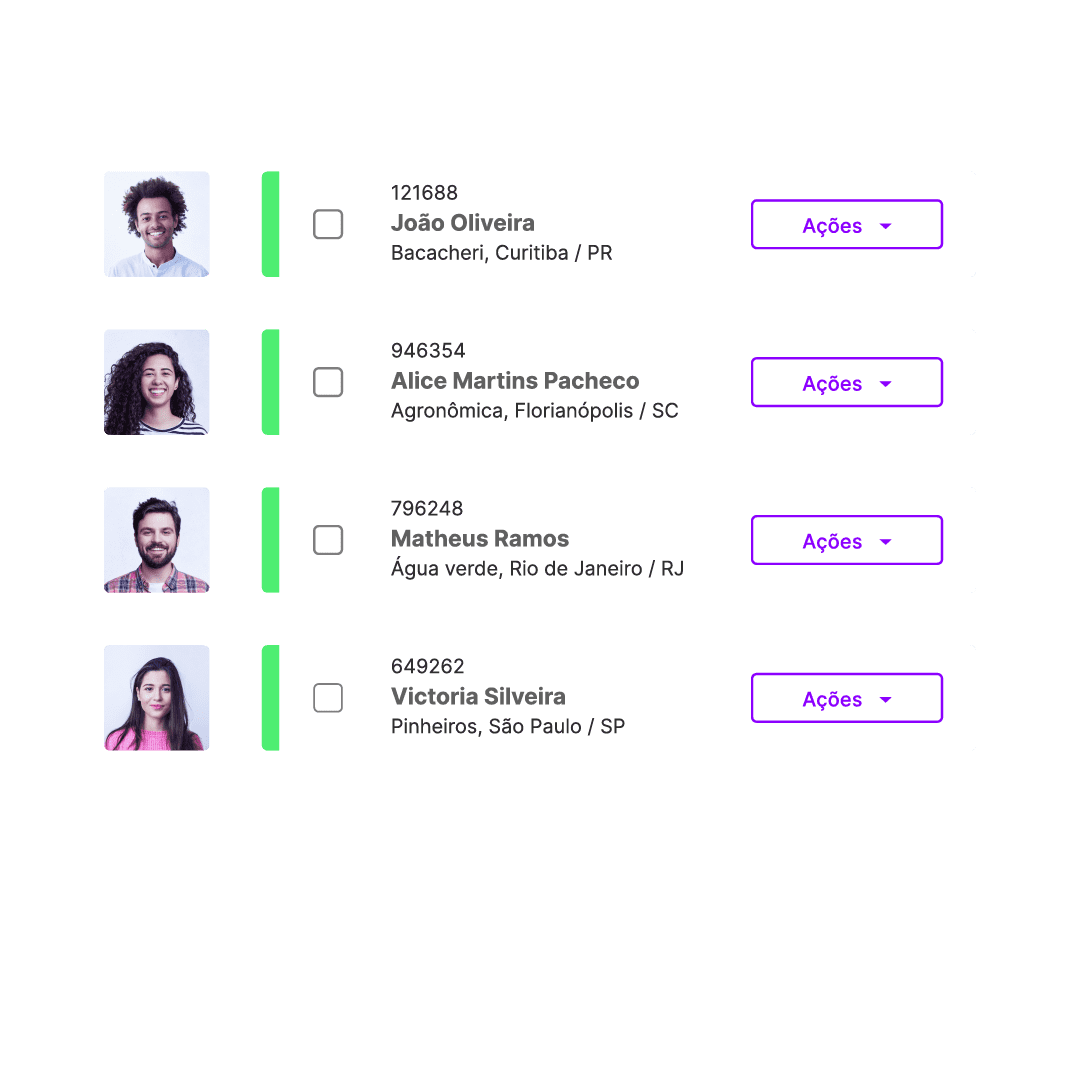 121688
João Oliveira
Bacacheri, Curitiba / PR
Ações
946354
Alice Martins Pacheco
Agronômica, Florianópolis / SC
Ações
796248
Matheus Ramos
Água verde, Rio de Janeiro / RJ
Ações
649262
Victoria Silveira
Pinheiros, São Paulo / SP
Ações